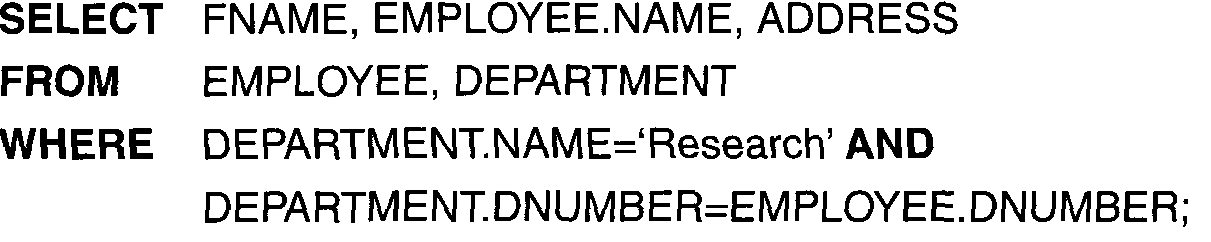 SELECT FNAME, EMPLOYEE.NAME, ADDRESS
FROM EMPLOYEE, DEPARTMENT
WHERE DEPARTMENT.NAME=‘Research’ AND
DEPARTMENT.DNUMBER=EMPLOYEE.DNUMBER;